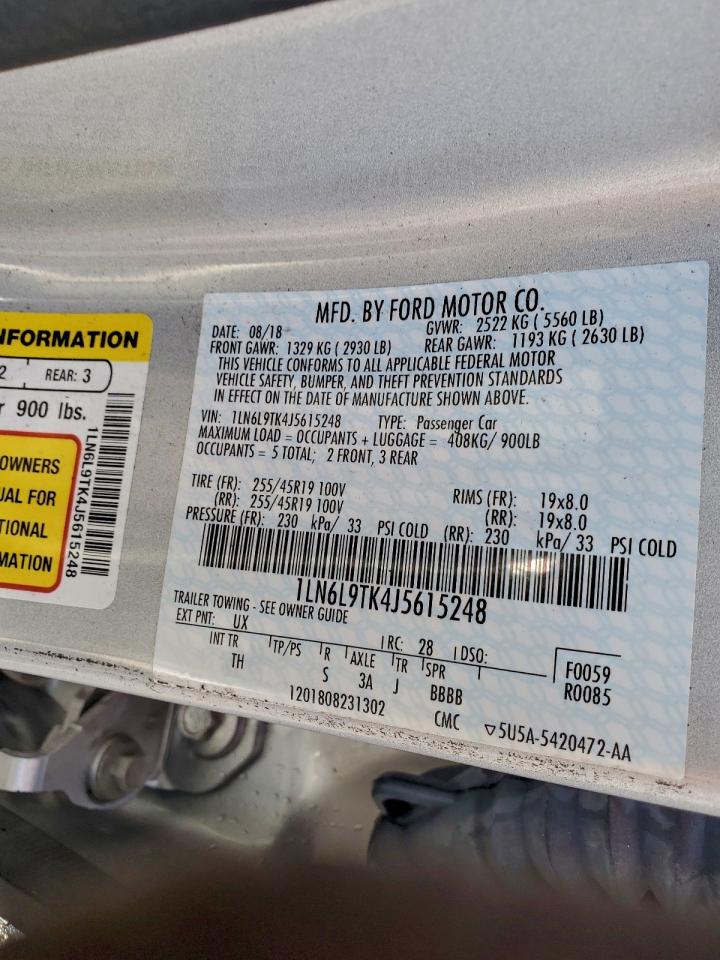 NFORMATION
2 REAR: 3
r 900 lbs.
OWNERS
UAL FOR
TIONAL
MATION
1LN6L9TK4J5615248
MFD. BY FORD MOTOR CO.
DATE: 08/18 GVWR: 2522 KG ( 5560 LB)
FRONT GAWR: 1329 KG ( 2930 LB) REAR GAWR: 1193 KG ( 2630 LB)
THIS VEHICLE CONFORMS TO ALL APPLICABLE FEDERAL MOTOR
VEHICLE SAFETY, BUMPER, AND THEFT PREVENTION STANDARDS
IN EFFECT ON THE DATE OF MANUFACTURE SHOWN ABOVE.
VIN: 1LN6L9TK4J5615248 TYPE: Passenger Car
MAXIMUM LOAD = OCCUPANTS + LUGGAGE = 408KG/ 900LB
OCCUPANTS = 5 TOTAL; 2 FRONT, 3 REAR
TIRE (FR): 255/45R19 100V RIMS (FR): 19x8.0
(RR): 255/45R19 100V (RR): 19x8.0
PRESSURE (FR): 230 kPa/ 33 PSI COLD (RR): 230 kPa/ 33 PSI COLD
1LN6L9TK4J5615248
TRAILER TOWING - SEE OWNER GUIDE
EXT PNT: UX RC: 28 DSO:
INT TR TP/PS R AXLE TR SPR F0059
TH S 3A J BBBB R0085
1201808231302 CMC ▽5U5A-5420472-AA